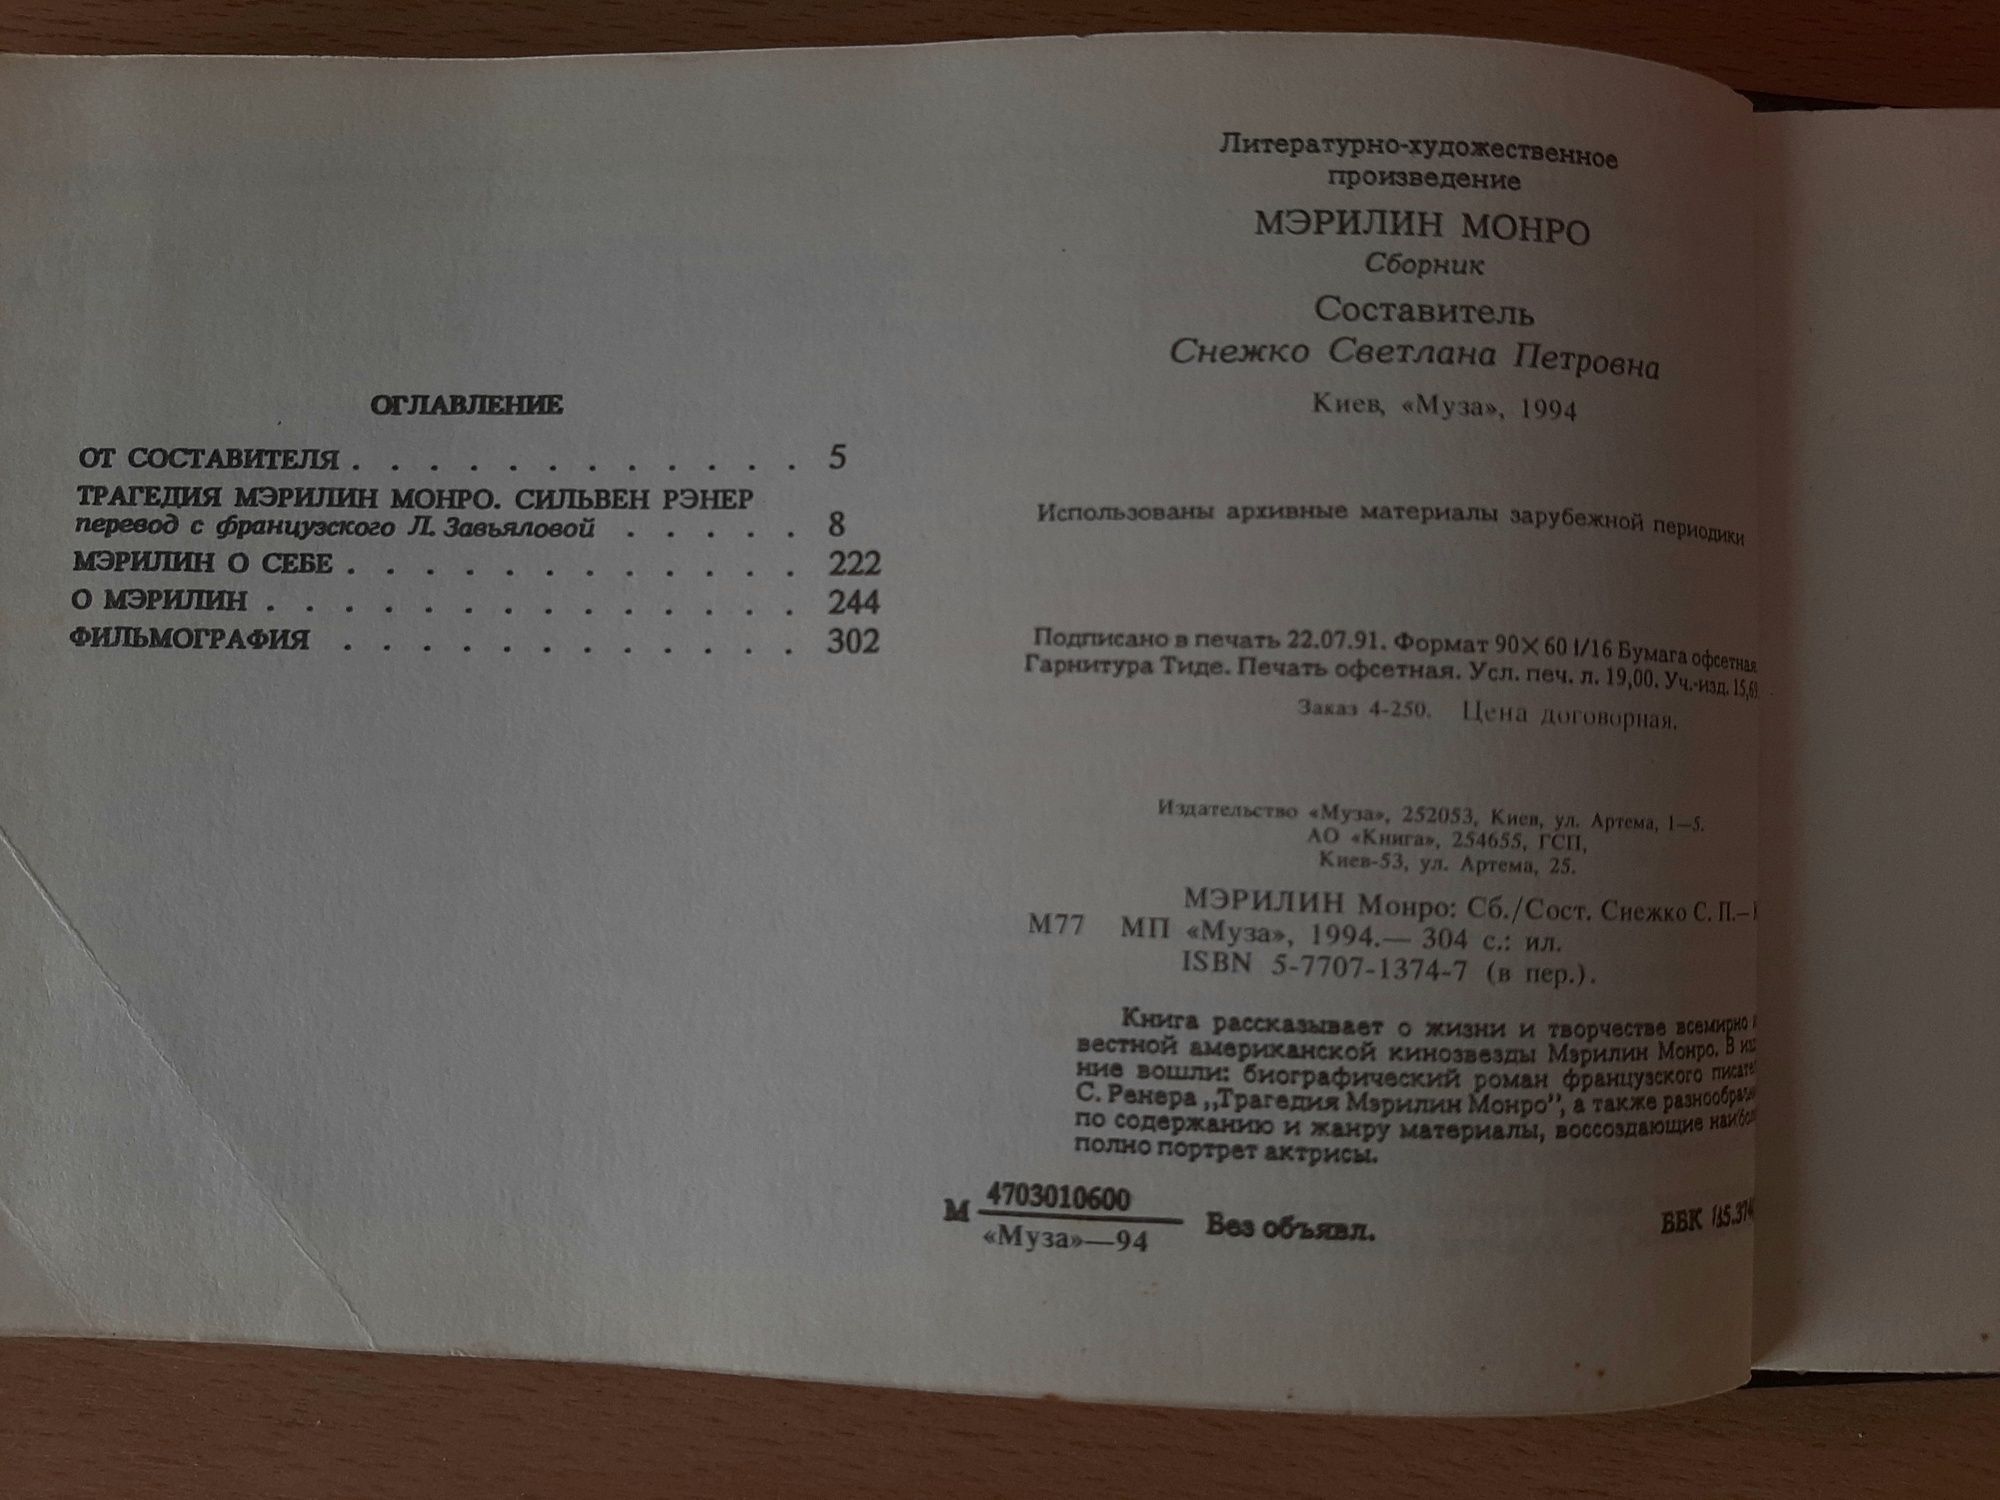 ОГЛАВЛЕНИЕ
ОТ СОСТАВИТЕЛЯ . . . . . . . . . . . . 5
ТРАГЕДИЯ МЭРИЛИН МОНРО. СИЛЬВЕН РЭНЕР
перевод с французского Л. Завьяловой . . . . . 8
МЭРИЛИН О СЕБЕ . . . . . . . . . . . . 222
О МЭРИЛИН . . . . . . . . . . . . . . 244
ФИЛЬМОГРАФИЯ . . . . . . . . . . . . 302
Литературно-художественное
произведение
МЭРИЛИН МОНРО
Сборник
Составитель
Снежко Светлана Петровна
Киев, «Муза», 1994
Использованы архивные материалы зарубежной периодики
Подписано в печать 22.07.91. Формат 90×60 1/16 Бумага офсетная
Гарнитура Тиде. Печать офсетная. Усл. печ. л. 19,00. Уч.-изд. 15,69
Заказ 4-250. Цена договорная.
Издательство «Муза», 252053, Киев, ул. Артема, 1—5.
АО «Книга», 254655, ГСП,
Киев-53, ул. Артема, 25.
МЭРИЛИН Монро: Сб./Сост. Снежко С. П.–
М77 МП «Муза», 1994.— 304 с.: ил.
ISBN 5-7707-1374-7 (в пер.).
Книга рассказывает о жизни и творчестве всемирно
вестной американской кинозвезды Мэрилин Монро. В
ние вошли: биографический роман французского
С. Ренера „Трагедия Мэрилин Монро”, а также
по содержанию и жанру материалы, воссоздающие
полно портрет актрисы.
М 4703010600
«Муза»—94 Без объявл.
ББК